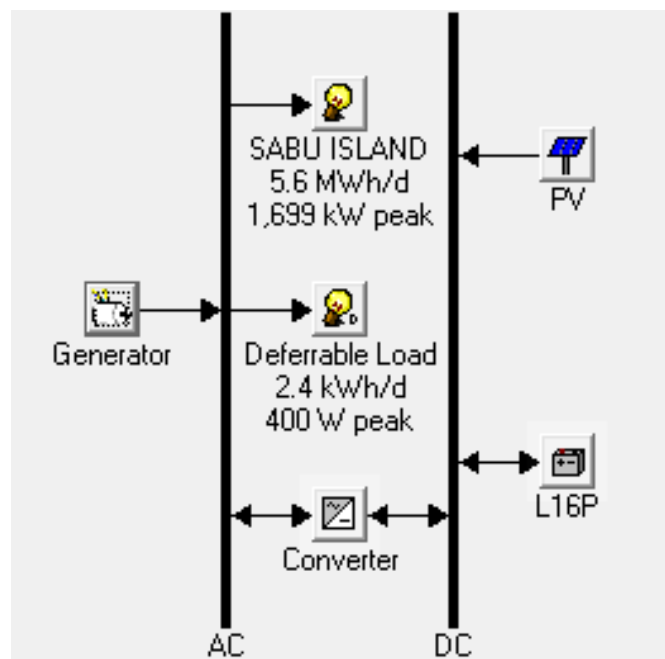 SABU ISLAND
5.6 MWh/d
1,699 kW peak
PV
Generator
Deferrable Load
2.4 kWh/d
400 W peak
L16P
Converter
AC
DC